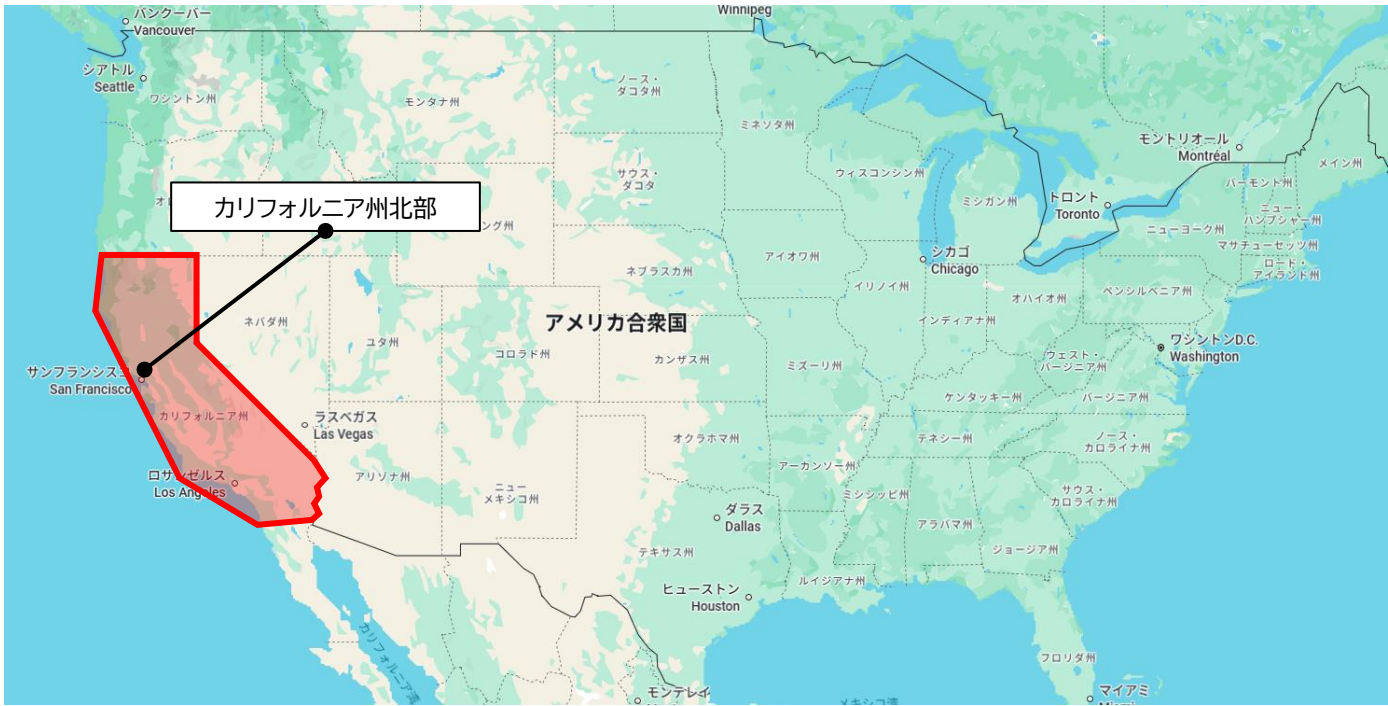 バンクーバー
Vancouver
Winnipeg
シアトル
Seattle
ワシントン州
モンタナ州
ノース・
ダコタ州
ミネソタ州
モントリオール
Montréal
メイン州
サウス・
ダコタ
ウィスコンシン州
ミシガン州
トロント
Toronto
バーモント州
ニュー・
ハンプシャー州
ニューヨーク州
マサチューセッツ州
ロード・
アイランド州
カリフォルニア州北部
ング州
アイオワ州
シカゴ
Chicago
ネブラスカ州
イリノイ州
オハイオ州
ペンシルベニア州
インディアナ州
ネバダ州
ユタ州
コロラド州
アメリカ合衆国
カンザス州
ミズーリ州
ウェスト・
バージニア州
ワシントンD.C.
Washington
サンフランシスコ
San Francisco
カリフォルニア州
ラスベガス
Las Vegas
ケンタッキー州
バージニア州
オクラホマ州
テネシー州
ノース・
カロライナ州
ロサンゼルス
Los Angeles
アリゾナ州
ニュー
メキシコ州
アーカンソー州
ミシシッピ州
サウス・
カロライナ州
ダラス
Dallas
アラバマ州
ジョージア州
テキサス州
ルイジアナ州
ヒューストン
Houston
カリフォルニア湾
フロリダ州
モンテレイ
メキシコ湾
マイアミ